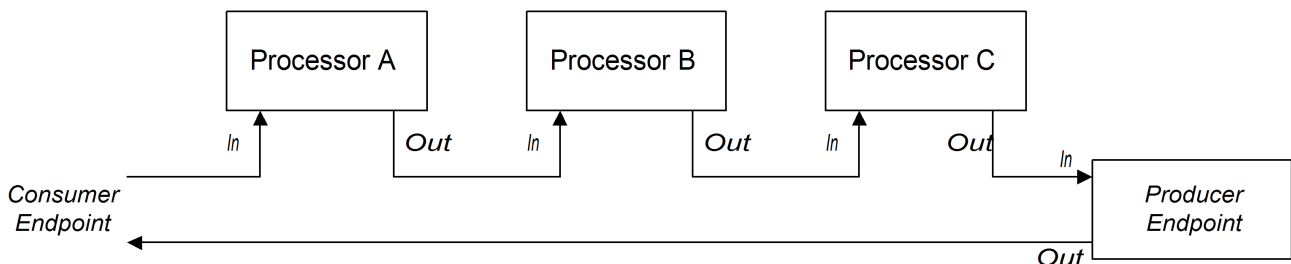 Processor A
Processor B
Processor C
In
Out
In
Out
In
Out
In
Consumer
Endpoint
Producer
Endpoint
Out